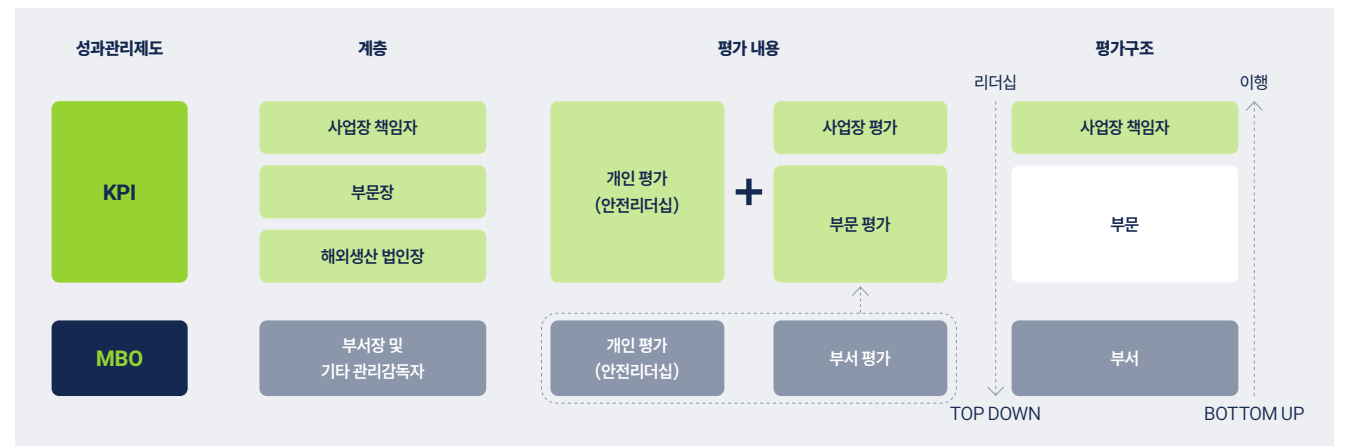 성과관리제도
계층
평가 내용
평가구조
리더십
이행
KPI
사업장 책임자
부문장
해외생산 법인장
개인 평가
(안전리더십)
+
사업장 평가
부문 평가
사업장 책임자
부문
MBO
부서장 및
기타 관리감독자
개인 평가
(안전리더십)
부서 평가
부서
TOP DOWN
BOTTOM UP